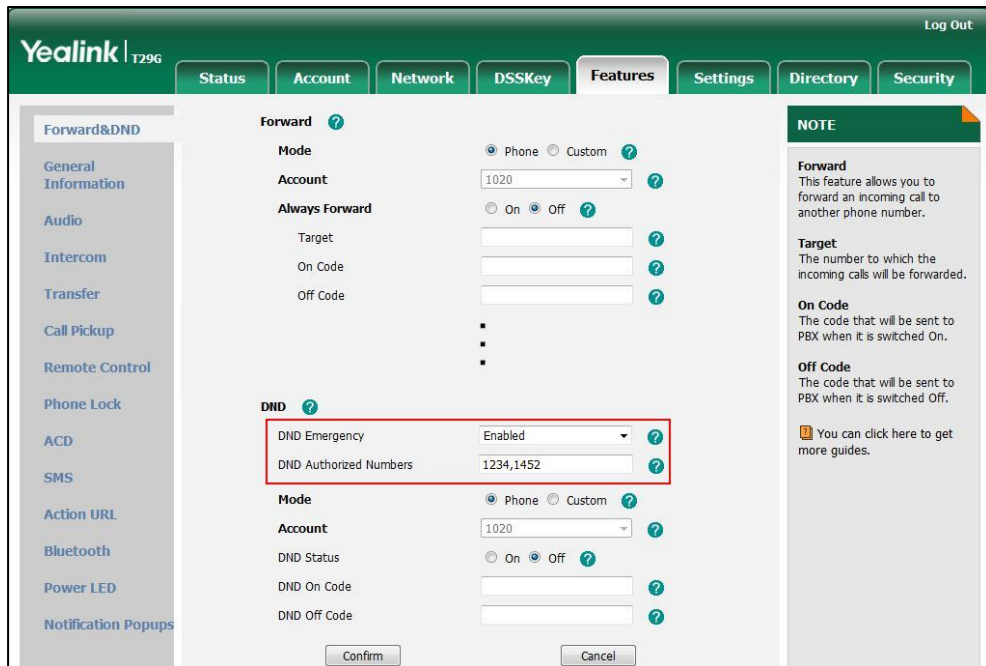 Log Out
Yealink | T29G
Status Account Network DSSKey Features Settings Directory Security
Forward&DND
General
Information
Audio
Intercom
Transfer
Call Pickup
Remote Control
Phone Lock
ACD
SMS
Action URL
Bluetooth
Power LED
Notification Popups
Forward ?
Mode Phone Custom ?
Account 1020 ?
Always Forward On Off ?
Target ?
On Code ?
Off Code ?
DND ?
DND Emergency Enabled ?
DND Authorized Numbers 1234,1452 ?
Mode Phone Custom ?
Account 1020 ?
DND Status On Off ?
DND On Code ?
DND Off Code ?
Confirm Cancel
NOTE
Forward
This feature allows you to
forward an incoming call to
another phone number.
Target
The number to which the
incoming calls will be forwarded.
On Code
The code that will be sent to
PBX when it is switched On.
Off Code
The code that will be sent to
PBX when it is switched Off.
? You can click here to get
more guides.